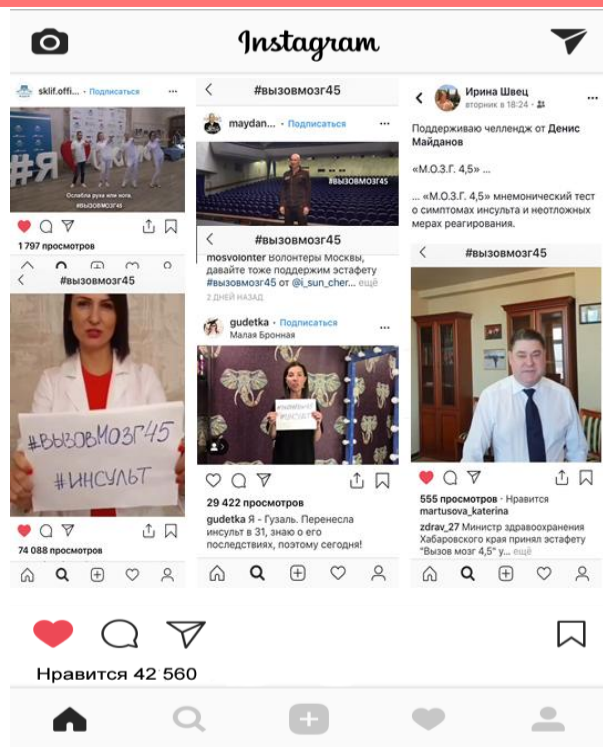 Instagram
sklif.offi... • Подписаться
Ослабла рука или нога.
#ВЫЗОВМОЗГ45
1 797 просмотров
#вызовмозг45
#ВЫЗОВМОЗГ45
#ИНСУЛЬТ
74 088 просмотров
#вызовмозг45
maydan... • Подписаться
#ВЫЗОВМОЗГ45
#вызовмозг45
mosvolonter Волонтеры Москвы,
давайте тоже поддержим эстафету
#вызовмозг45 от @i_sun_cher... ещё
2 ДНЕЙ НАЗАД
gudetka • Подписаться
Малая Бронная
#ИНСУЛЬТ
29 422 просмотров
gudetka Я - Гузаль. Перенесла
инсульт в 31, знаю о его
последствиях, поэтому сегодня!
Ирина Швец
вторник в 18:24 •
Поддерживаю челлендж от Денис
Майданов
«М.О.З.Г. 4,5» ...
... «М.О.З.Г. 4,5» мнемонический тест
о симптомах инсульта и неотложных
мерах реагирования.
#вызовмозг45
555 просмотров • Нравится
martusova_katerina
zdrav_27 Министр здравоохранения
Хабаровского края принял эстафету
"Вызов мозг 4,5" у... ещё
Нравится 42 560